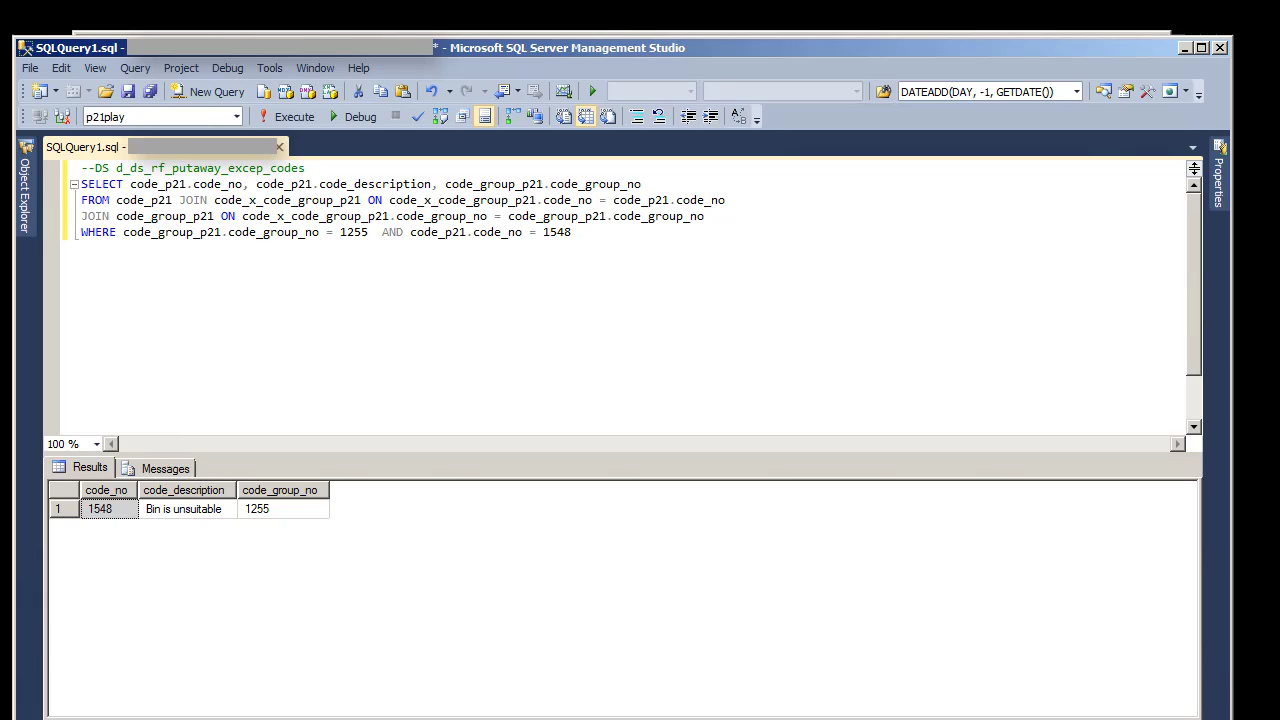 SQLQuery1.sql - * - Microsoft SQL Server Management Studio
File Edit View Query Project Debug Tools Window Help
New Query DATEADD(DAY, -1, GETDATE())
p21play Execute Debug
SQLQuery1.sql -
Object Explorer
Properties
--DS d_ds_rf_putaway_excep_codes
SELECT code_p21.code_no, code_p21.code_description, code_group_p21.code_group_no
FROM code_p21 JOIN code_x_code_group_p21 ON code_x_code_group_p21.code_no = code_p21.code_no
JOIN code_group_p21 ON code_x_code_group_p21.code_group_no = code_group_p21.code_group_no
WHERE code_group_p21.code_group_no = 1255 AND code_p21.code_no = 1548
100 %
Results Messages
code_no code_description code_group_no
1 1548 Bin is unsuitable 1255